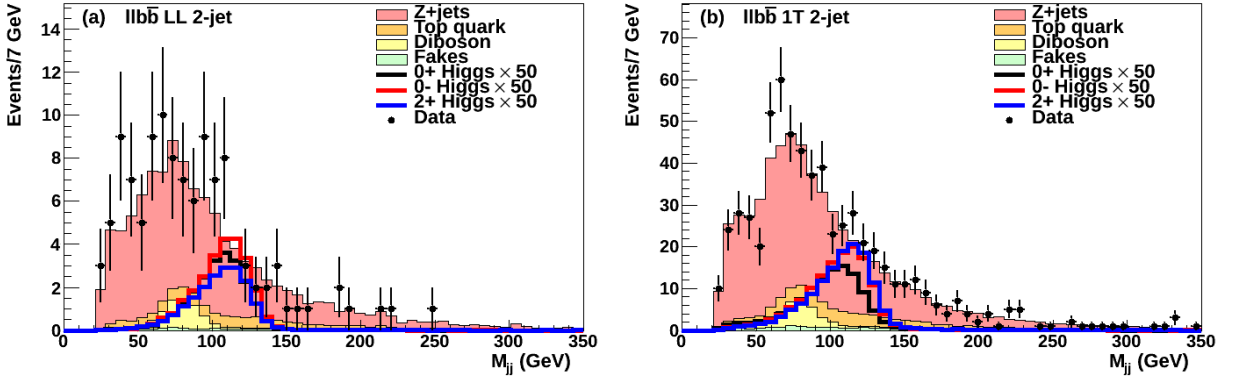 (a) llbb̅ LL 2-jet
Events/7 GeV
14
12
10
8
6
4
2
0
Z+jets
Top quark
Diboson
Fakes
0+ Higgs × 50
0- Higgs × 50
2+ Higgs × 50
Data
0 50 100 150 200 250 300 350
Mjj (GeV)
(b) llbb̅ 1T 2-jet
Events/7 GeV
70
60
50
40
30
20
10
0
Z+jets
Top quark
Diboson
Fakes
0+ Higgs × 50
0- Higgs × 50
2+ Higgs × 50
Data
0 50 100 150 200 250 300 350
Mjj (GeV)